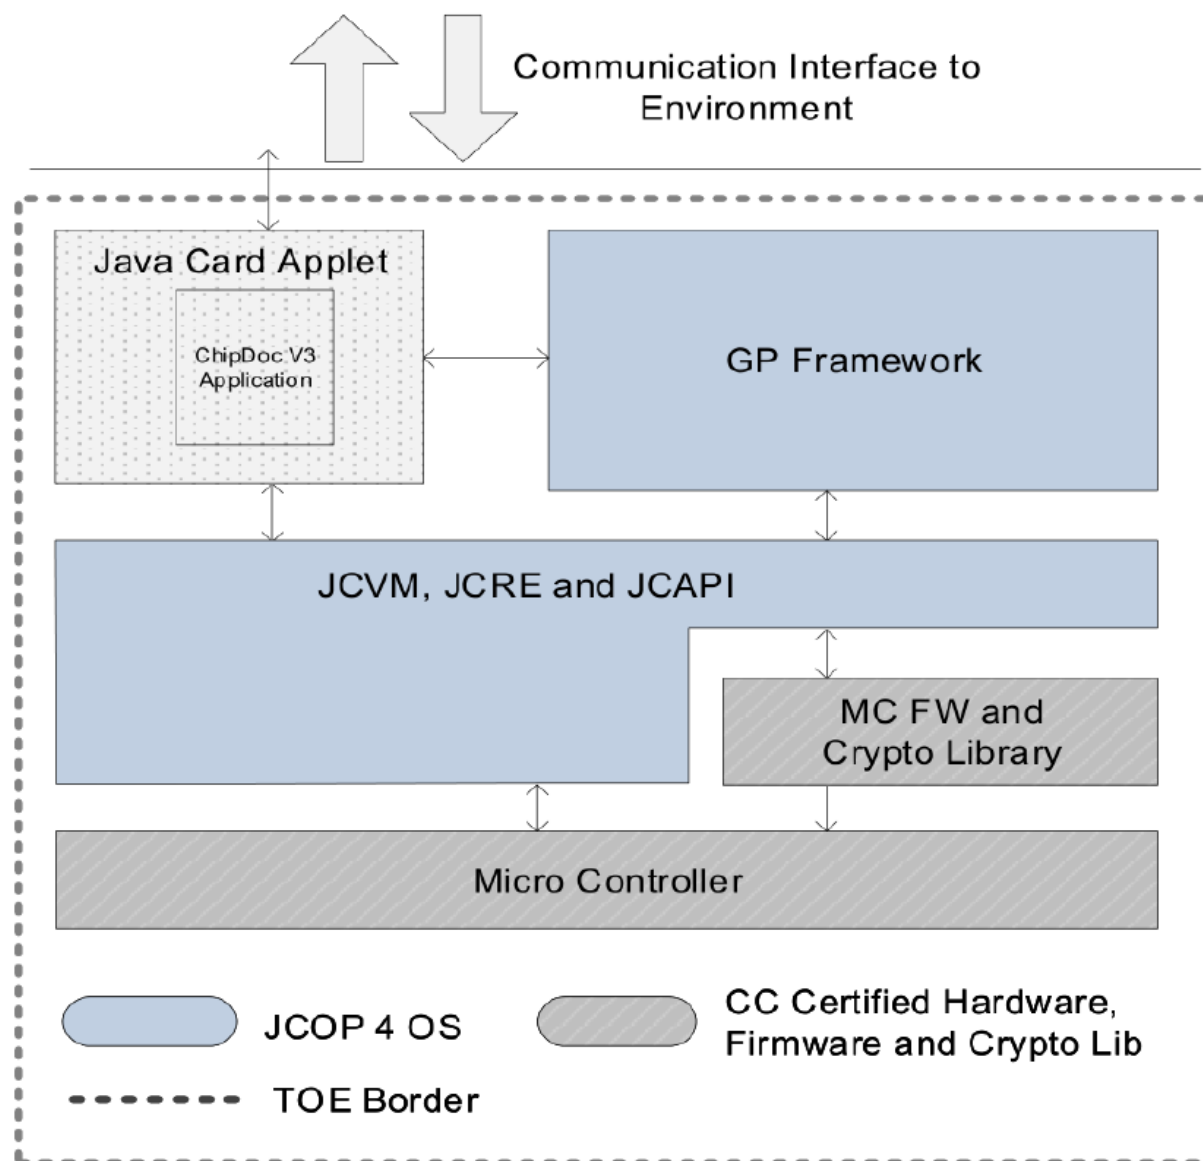 Communication Interface to
Environment
Java Card Applet
ChipDoc V3
Application
GP Framework
JCVM, JCRE and JCAPI
MC FW and
Crypto Library
Micro Controller
JCOP 4 OS
CC Certified Hardware,
Firmware and Crypto Lib
TOE Border